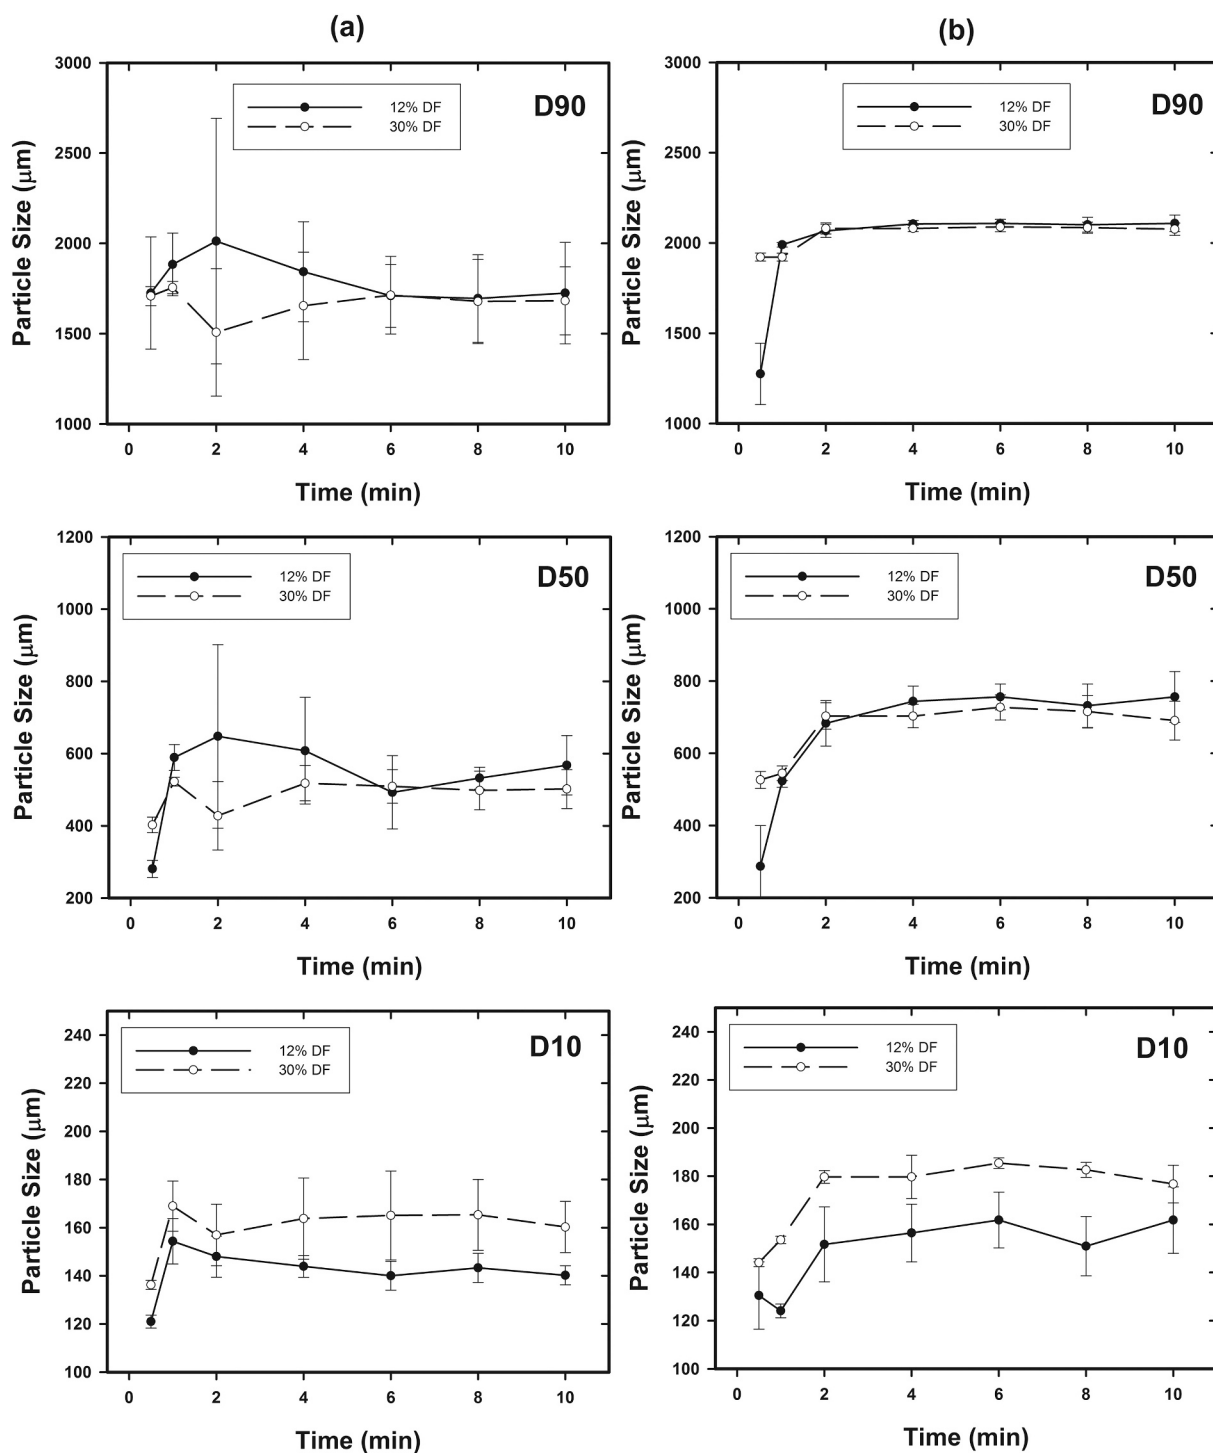 (a)
3000
2500
2000
1500
1000
Particle Size (μm)
12% DF
30% DF
D90
0 2 4 6 8 10
Time (min)
(b)
3000
2500
2000
1500
1000
Particle Size (μm)
12% DF
30% DF
D90
0 2 4 6 8 10
Time (min)
1200
1000
800
600
400
200
Particle Size (μm)
12% DF
30% DF
D50
0 2 4 6 8 10
Time (min)
1200
1000
800
600
400
200
Particle Size (μm)
12% DF
30% DF
D50
0 2 4 6 8 10
Time (min)
240
220
200
180
160
140
120
100
Particle Size (μm)
12% DF
30% DF
D10
0 2 4 6 8 10
Time (min)
240
220
200
180
160
140
120
100
Particle Size (μm)
12% DF
30% DF
D10
0 2 4 6 8 10
Time (min)